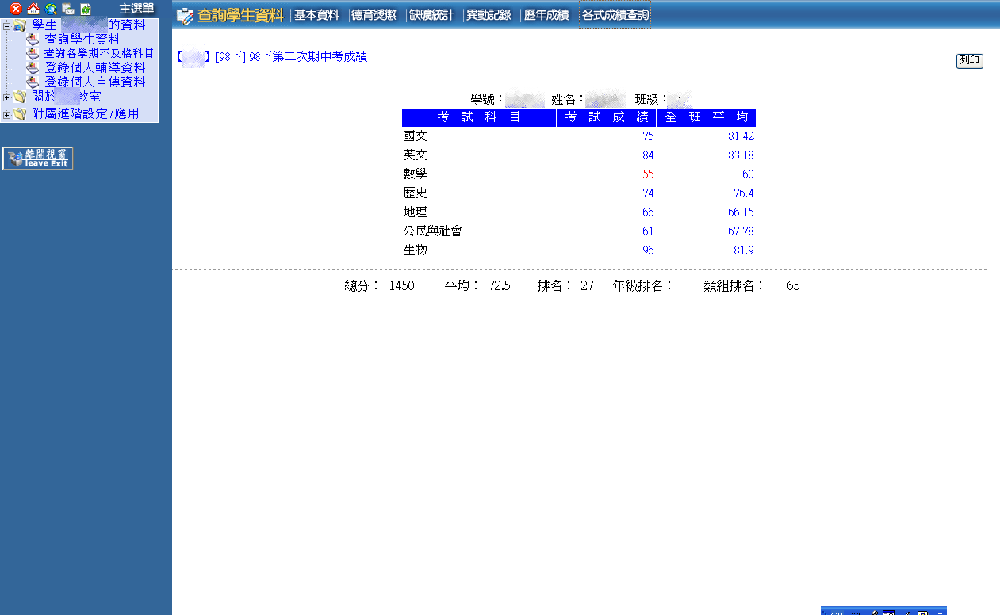 主選單
查詢學生資料 基本資料 德育獎懲 缺曠統計 異動記錄 歷年成績 各式成績查詢
學生 的資料
查詢學生資料
查詢各學期不及格科目
登錄個人輔導資料
登錄個人自傳資料
關於 教室
附屬進階設定/應用
離開視窗
leave Exit
【 】 [98下] 98下第二次期中考成績
列印
學號： 姓名： 班級：
考 試 科 目 考 試 成 績 全 班 平 均
國文 75 81.42
英文 84 83.18
數學 55 60
歷史 74 76.4
地理 66 66.15
公民與社會 61 67.78
生物 96 81.9
總分： 1450 平均： 72.5 排名： 27 年級排名： 類組排名： 65